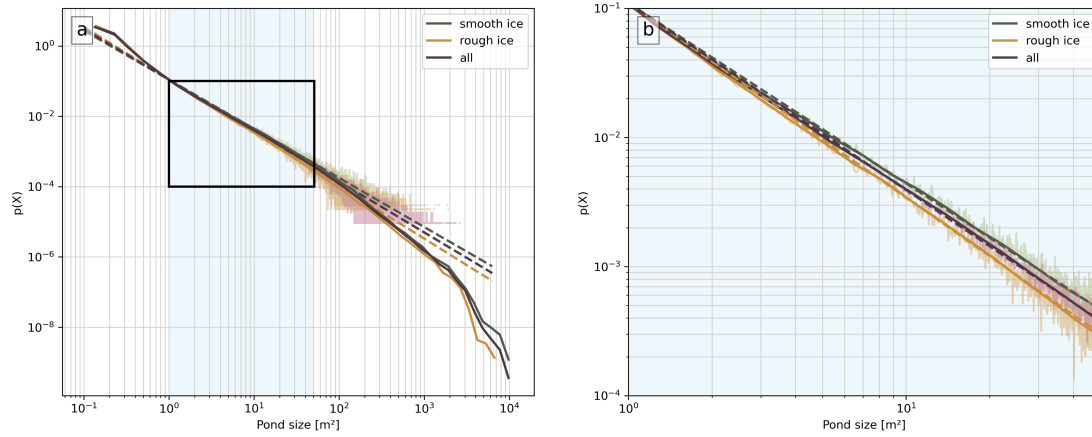 a
smooth ice
rough ice
all
p(X)
10⁰
10⁻²
10⁻⁴
10⁻⁶
10⁻⁸
10⁻¹
10⁰
10¹
10²
10³
10⁴
Pond size [m²]
b
smooth ice
rough ice
all
p(X)
10⁻¹
10⁻²
10⁻³
10⁻⁴
10⁰
10¹
Pond size [m²]